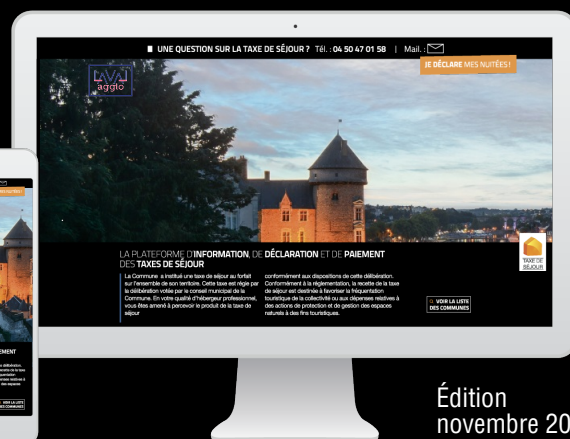 UNE QUESTION SUR LA TAXE DE SÉJOUR ? Tél. : 04 50 47 01 58 | Mail. :
JE DÉCLARE MES NUITÉES !
LAVAL
agglo
LA PLATEFORME D'INFORMATION, DE DÉCLARATION ET DE PAIEMENT
DES TAXES DE SÉJOUR
La Commune a institué une taxe de séjour au forfait
sur l'ensemble de son territoire. Cette taxe est régie par
la délibération votée par le conseil municipal de la
Commune. En votre qualité d'hébergeur professionnel,
vous êtes amené à percevoir le produit de la taxe de
séjour
conformément aux dispositions de cette délibération.
Conformément à la réglementation, la recette de la taxe
de séjour est destinée à favoriser la fréquentation
touristique de la collectivité ou aux dépenses relatives à
des actions de protection et de gestion des espaces
naturels à des fins touristiques.
VOIR LA LISTE
DES COMMUNES
TAXE DE
SÉJOUR
VOIR LA LISTE
DES COMMUNES
Édition
novembre 20